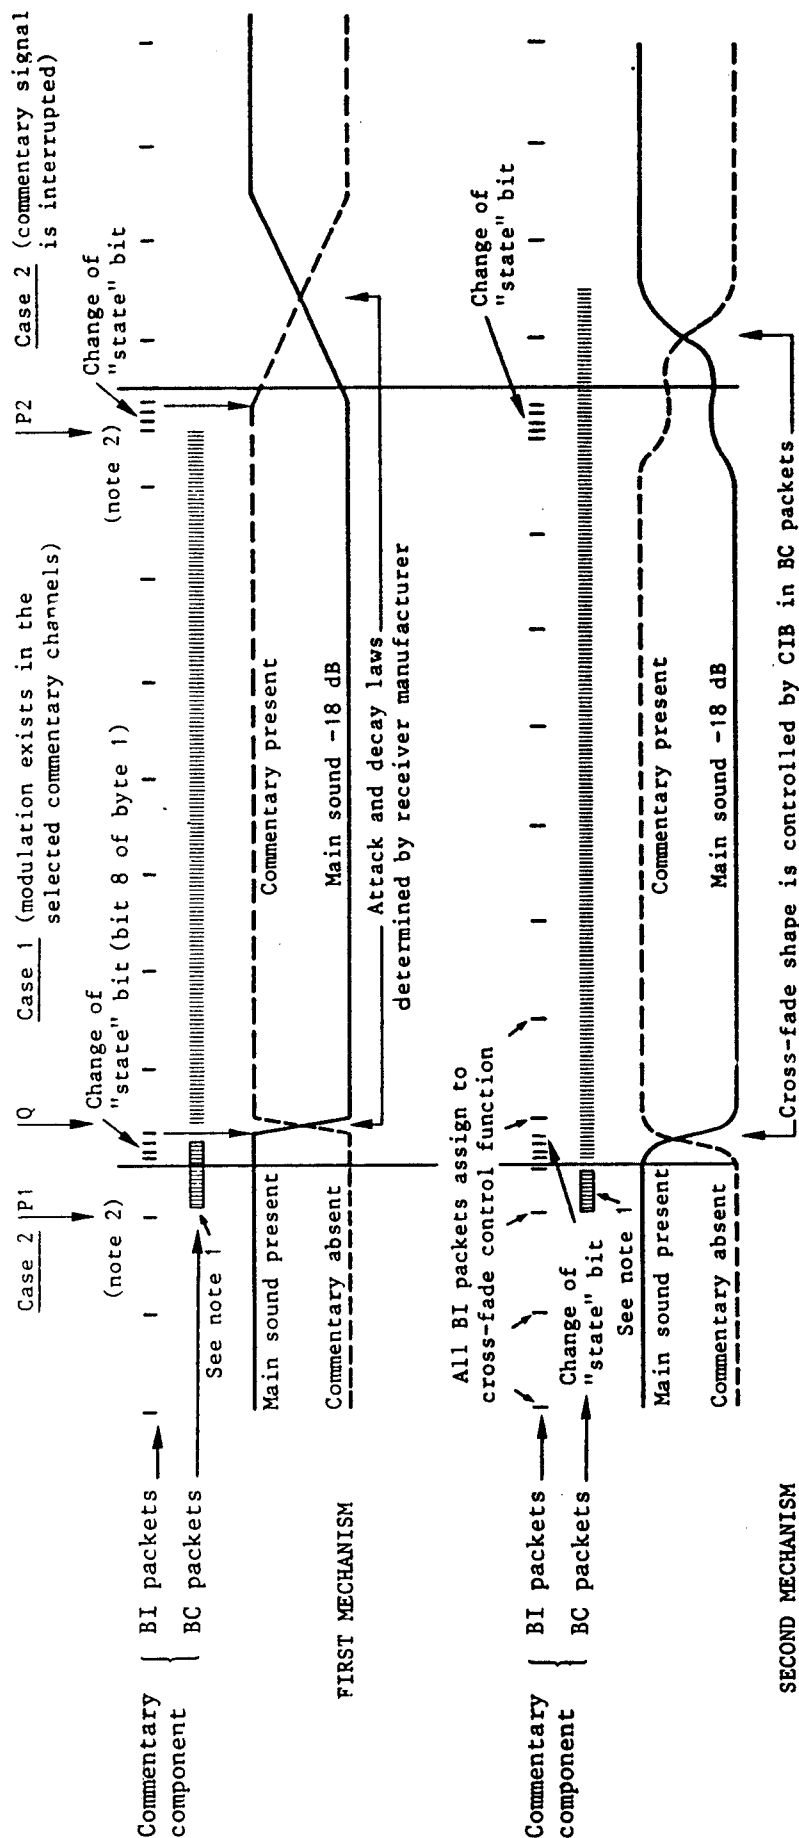 Case 2
P1
Q
Case 1 (modulation exists in the
selected commentary channels)
P2
Case 2 (commentary signal
is interrupted)
(note 2)
Change of
"state" bit (bit 8 of byte 1)
(note 2)
Change of
"state" bit
Commentary
component
BI packets
BC packets
See note 1
Main sound present
Commentary present
Commentary absent
Main sound -18 dB
Attack and decay laws
determined by receiver manufacturer
FIRST MECHANISM
All BI packets assign to
cross-fade control function
Change of
"state" bit
Commentary
component
BI packets
BC packets
Change of
"state" bit
See note 1
Main sound present
Commentary present
Commentary absent
Main sound -18 dB
Cross-fade shape is controlled by CIB in BC packets
SECOND MECHANISM